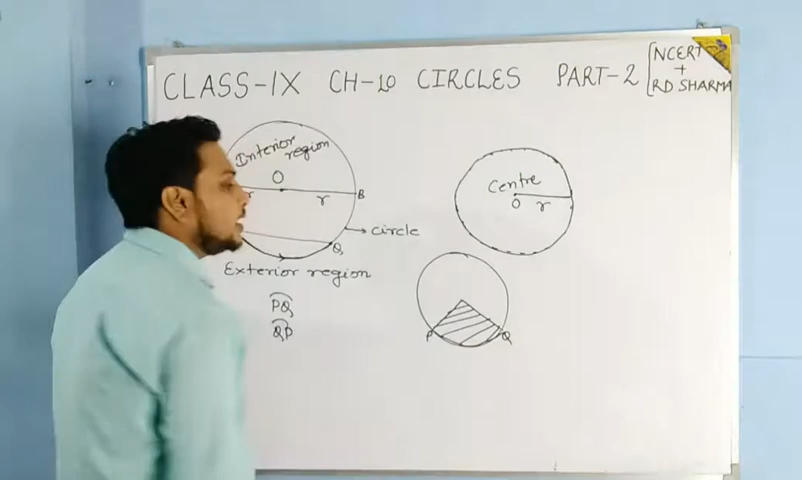 CLASS-IX CH-10 CIRCLES PART-2 [NCERT
+
RD SHARMA
Interior
region
O
r
r
B
Q
→ circle
Exterior region
PQ
QP
Centre
O r
P
Q